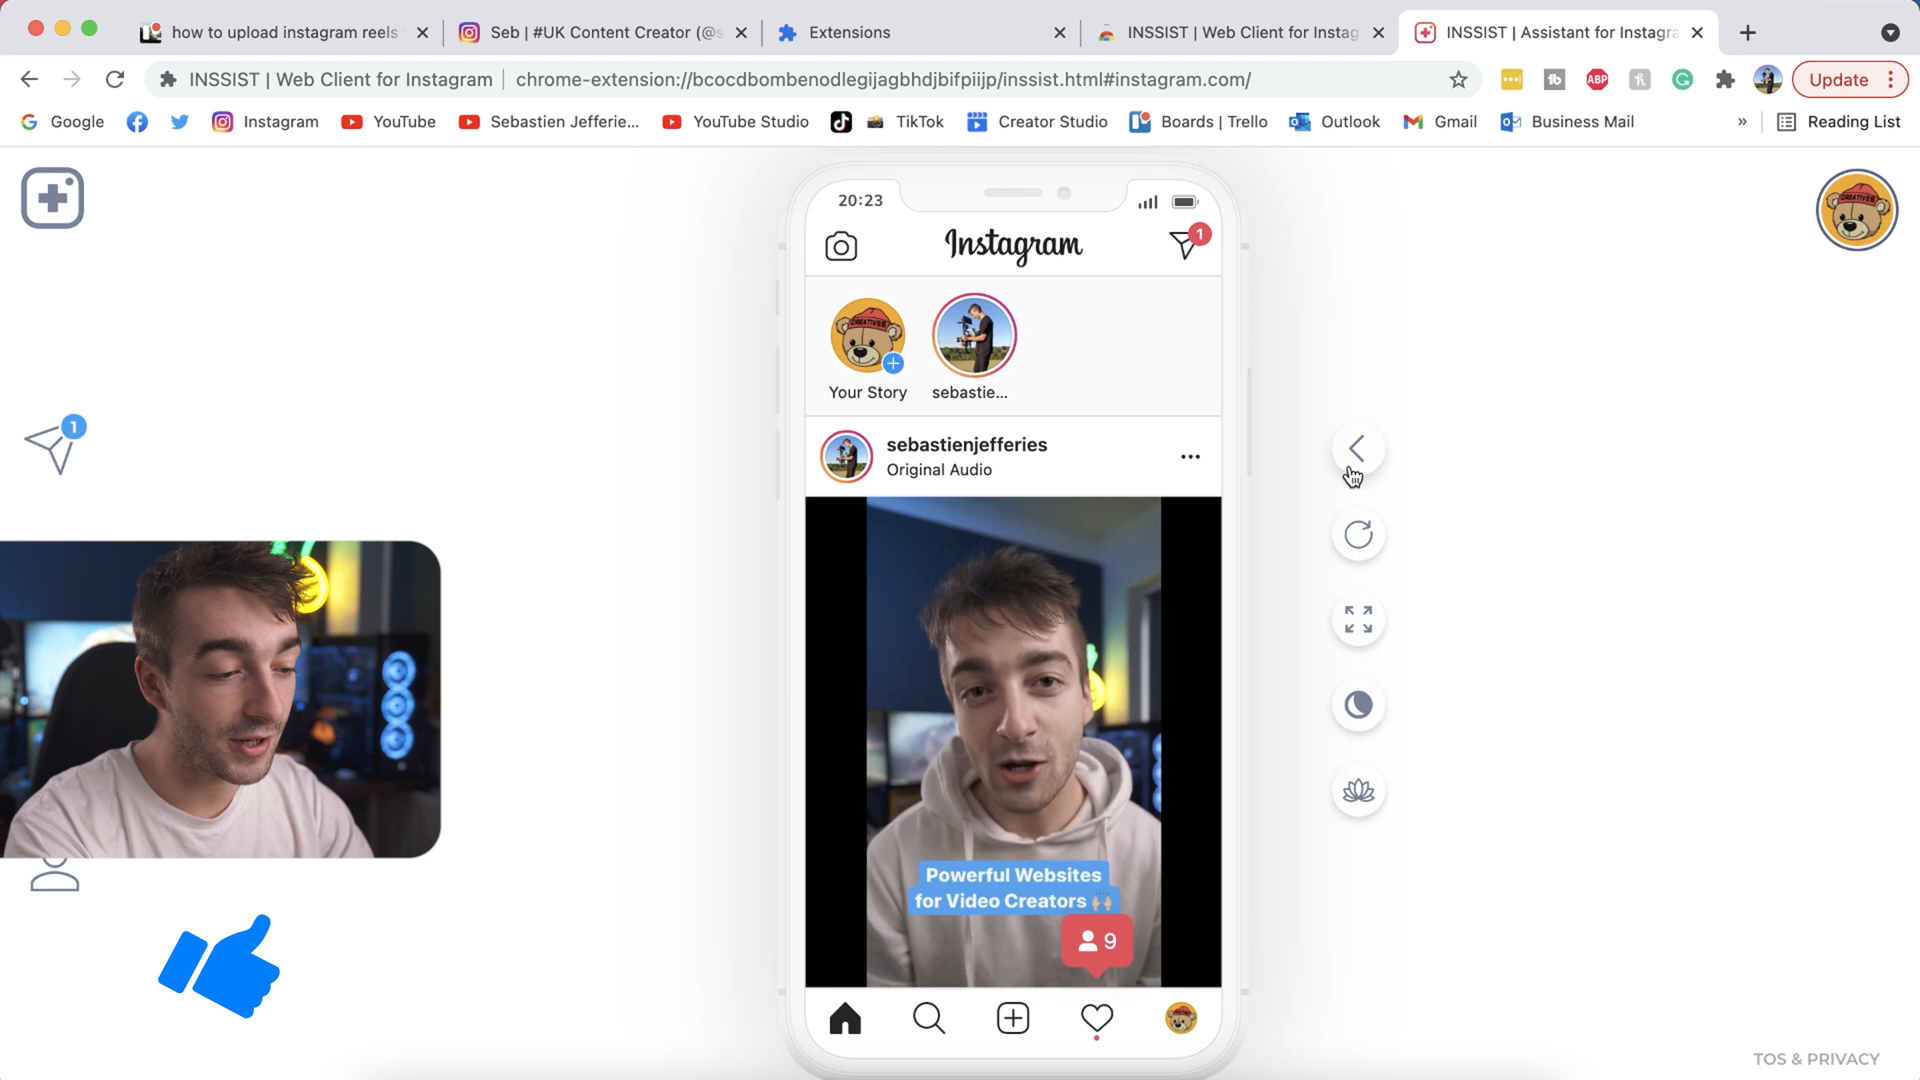 how to upload instagram reels
Seb | #UK Content Creator (@s
Extensions
INSSIST | Web Client for Instag
INSSIST | Assistant for Instagra
INSSIST | Web Client for Instagram
chrome-extension://bcocdbombenodlegijagbhdjbifpiijp/inssist.html#instagram.com/
ABP
Update
Google
Instagram
YouTube
Sebastien Jefferie...
YouTube Studio
TikTok
Creator Studio
Boards | Trello
Outlook
Gmail
Business Mail
»
Reading List
20:23
Instagram
1
CREATIVES
CREATIVES
Your Story
sebastie...
1
sebastienjefferies
Original Audio
Powerful Websites
for Video Creators 🙌🏼
9
TOS & PRIVACY